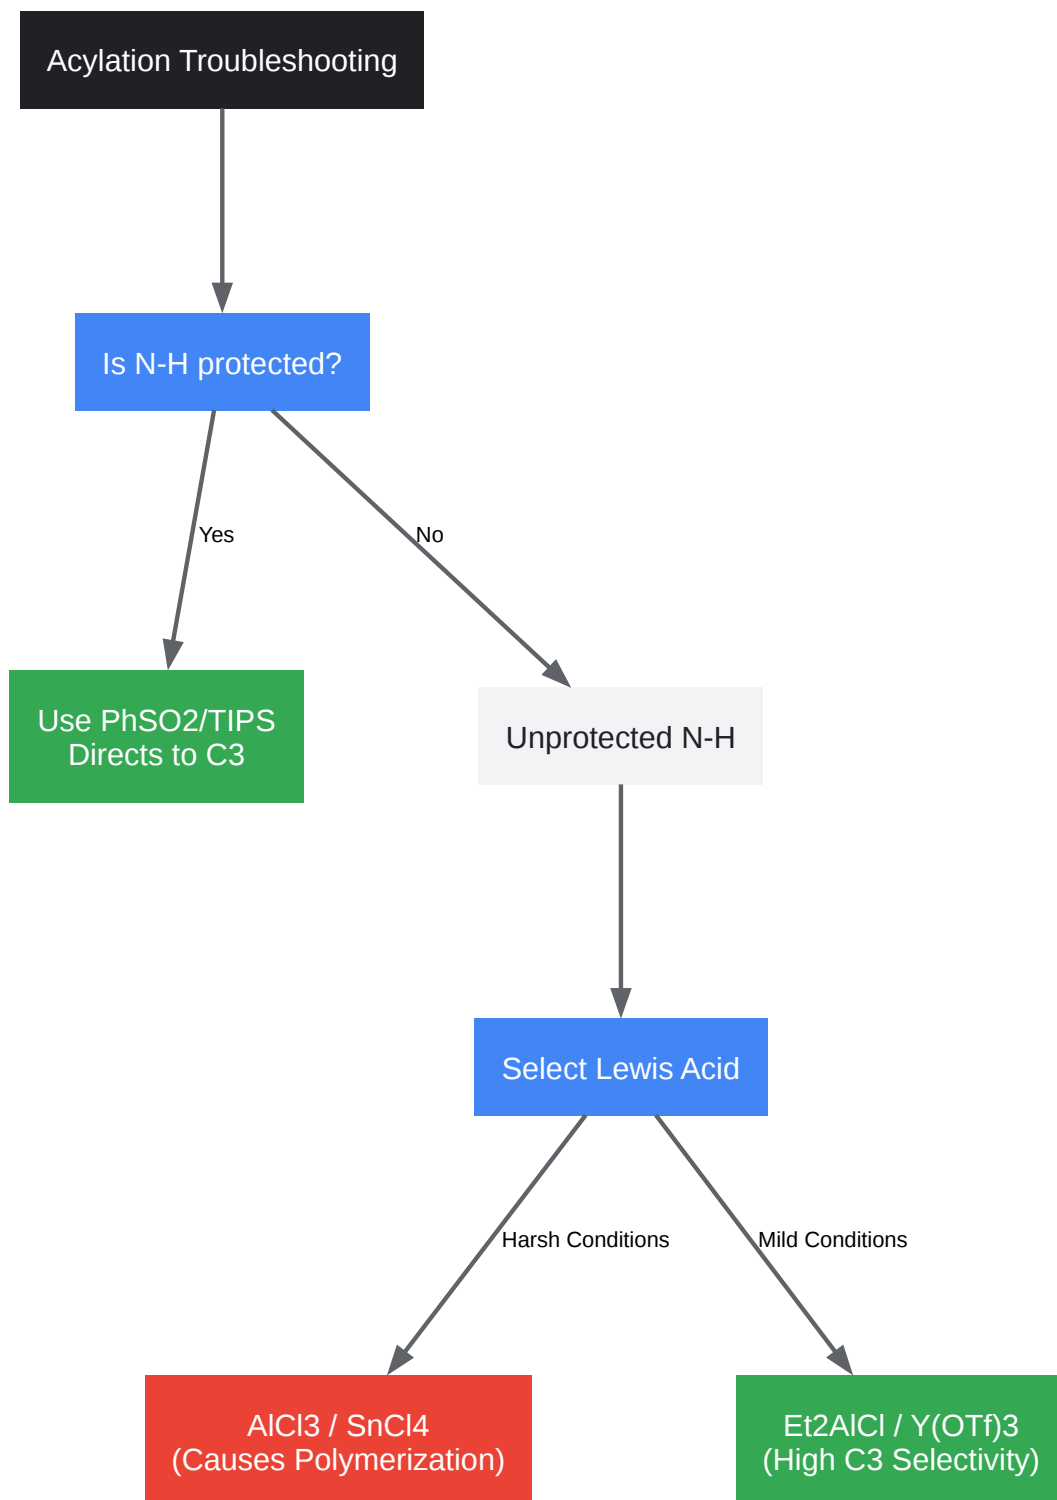 Acylation Troubleshooting
Is N-H protected?
Yes
No
Use PhSO2/TIPS
Directs to C3
Unprotected N-H
Select Lewis Acid
Harsh Conditions
Mild Conditions
AlCl3 / SnCl4
(Causes Polymerization)
Et2AlCl / Y(OTf)3
(High C3 Selectivity)